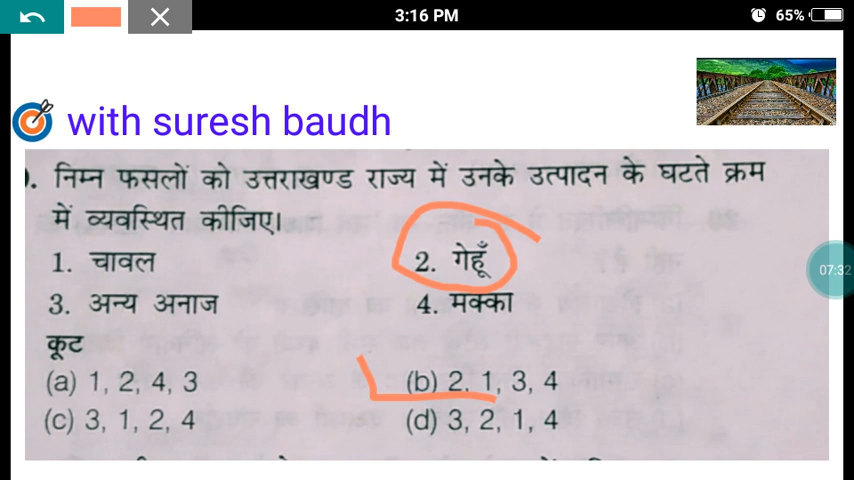 3:16 PM
65%
with suresh baudh
). निम्न फसलों को उत्तराखण्ड राज्य में उनके उत्पादन के घटते क्रम
में व्यवस्थित कीजिए।
1. चावल 2. गेहूँ
3. अन्य अनाज 4. मक्का
कूट
(a) 1, 2, 4, 3 (b) 2, 1, 3, 4
(c) 3, 1, 2, 4 (d) 3, 2, 1, 4
07:32